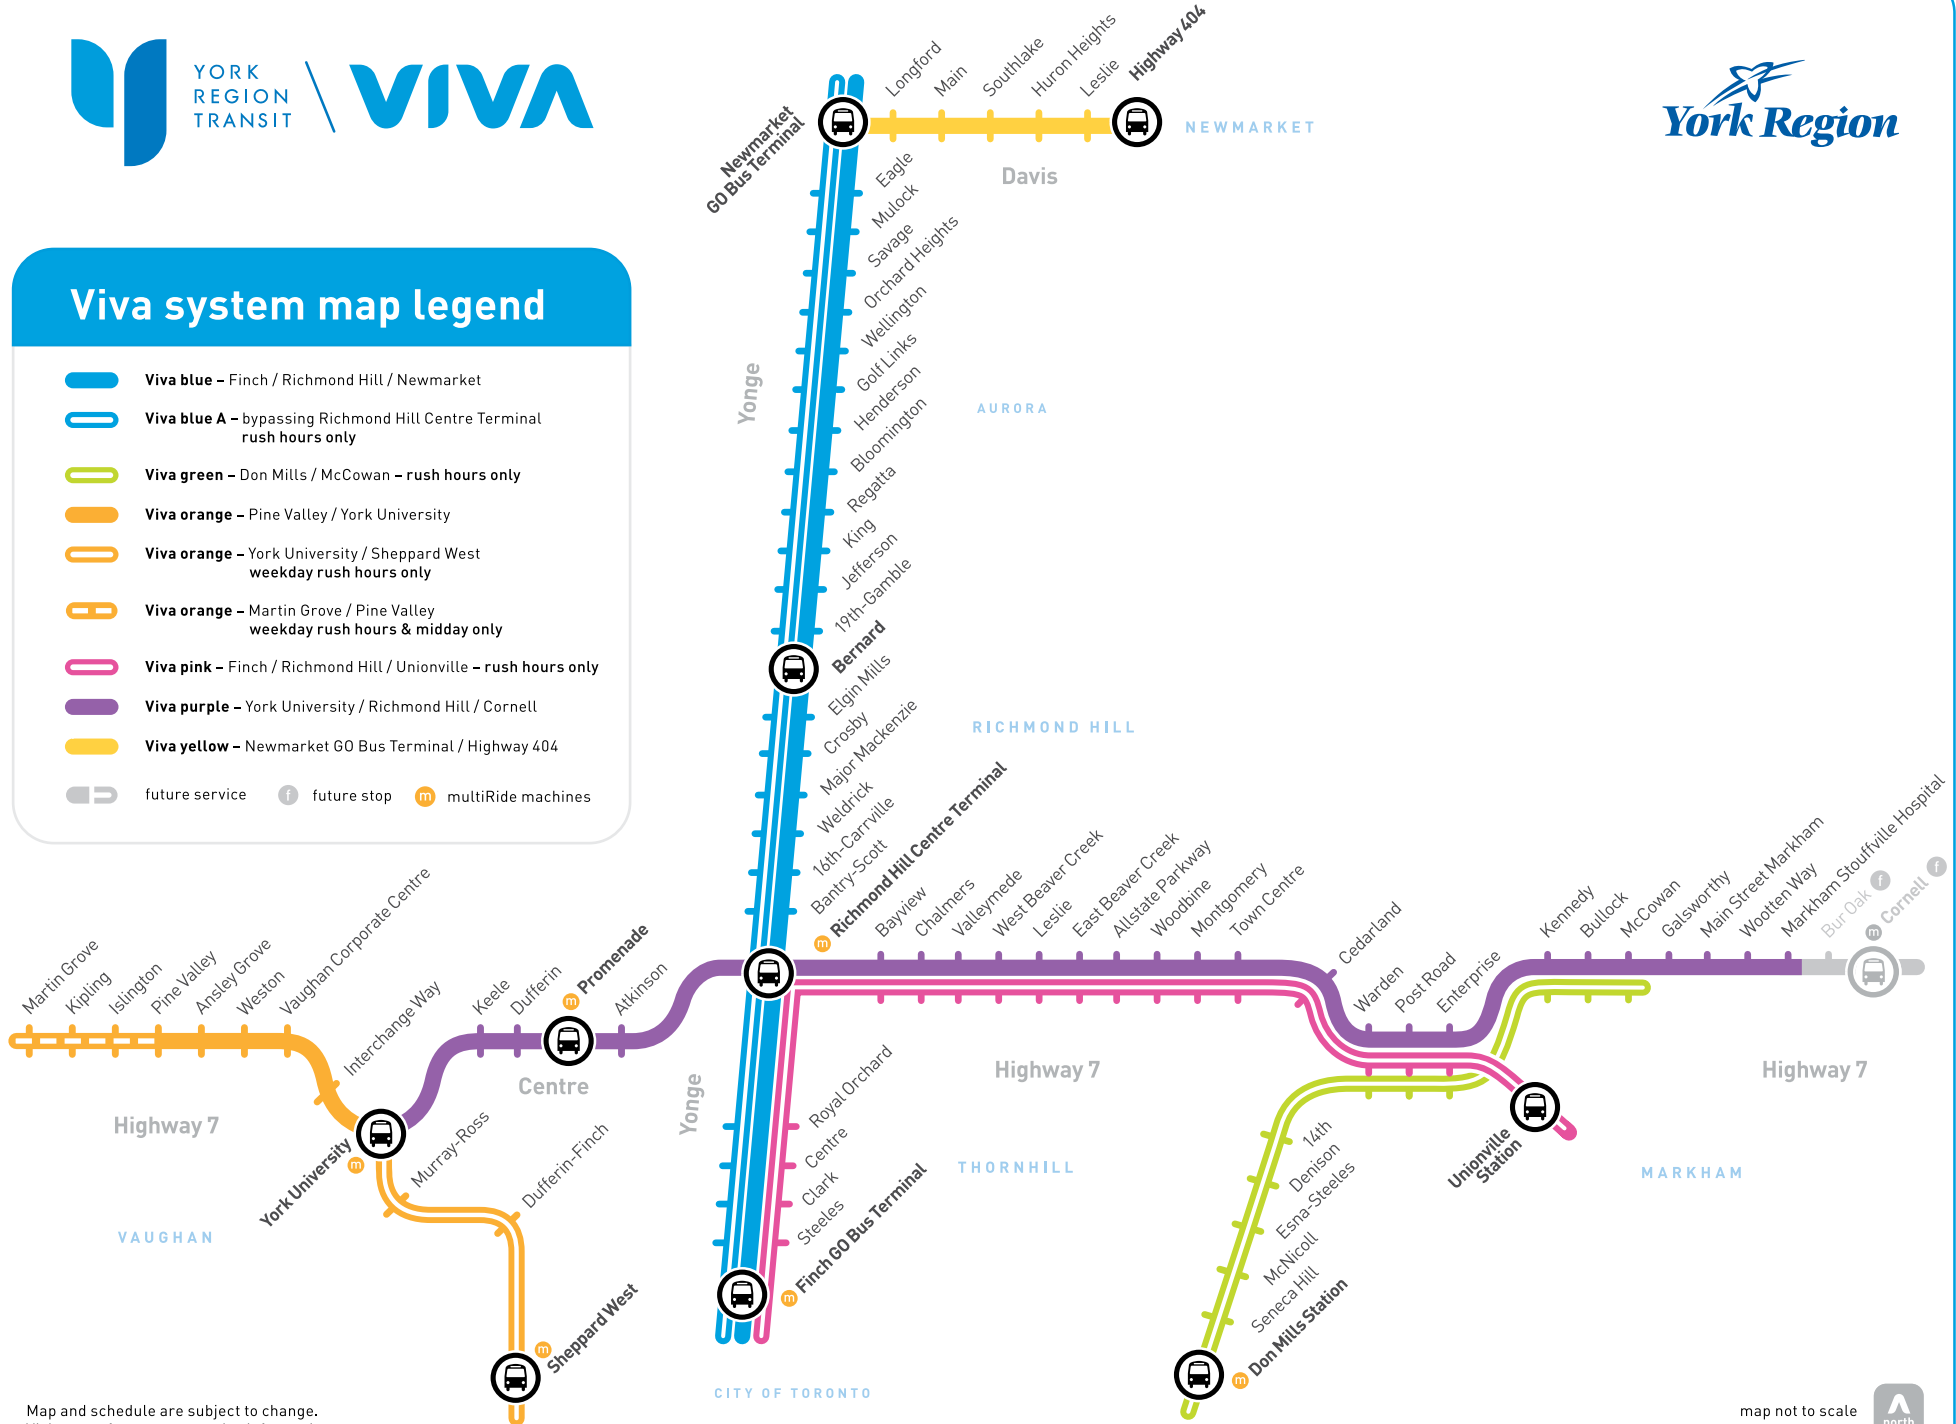 YORK
REGION
TRANSIT
VIVA
York Region
Viva system map legend
Viva blue – Finch / Richmond Hill / Newmarket
Viva blue A – bypassing Richmond Hill Centre Terminal
rush hours only
Viva green – Don Mills / McCowan – rush hours only
Viva orange – Pine Valley / York University
Viva orange – York University / Sheppard West
weekday rush hours only
Viva orange – Martin Grove / Pine Valley
weekday rush hours & midday only
Viva pink – Finch / Richmond Hill / Unionville – rush hours only
Viva purple – York University / Richmond Hill / Cornell
Viva yellow – Newmarket GO Bus Terminal / Highway 404
future service
f future stop
m multiRide machines
Newmarket
GO Bus Terminal
Longford
Main
Southlake
Huron Heights
Leslie
Highway 404
NEWMARKET
Davis
Eagle
Mulock
Savage
Orchard Heights
Wellington
Golf Links
Henderson
Bloomington
Regatta
King
Jefferson
19th-Gamble
Bernard
Elgin Mills
Crosby
Major Mackenzie
Weldrick
16th-Carrville
Bantry-Scott
m Richmond Hill Centre Terminal
Yonge
AURORA
RICHMOND HILL
Martin Grove
Kipling
Islington
Pine Valley
Ansley Grove
Weston
Vaughan Corporate Centre
Interchange Way
Highway 7
York University
m
Keele
Dufferin
m Promenade
Atkinson
Centre
Murray-Ross
Dufferin-Finch
m
Sheppard West
VAUGHAN
Bayview
Chalmers
Valleymede
West Beaver Creek
Leslie
East Beaver Creek
Allstate Parkway
Woodbine
Montgomery
Town Centre
Cedarland
Warden
Post Road
Enterprise
Kennedy
Bullock
McCowan
Galsworthy
Main Street Markham
Wootten Way
Markham Stouffville Hospital
Bur Oak f
m Cornell f
Highway 7
Highway 7
Yonge
Royal Orchard
Centre
Clark
Steeles
m Finch GO Bus Terminal
THORNHILL
14th
Denison
Esna-Steeles
McNicoll
Seneca Hill
m Don Mills Station
Unionville
Station
MARKHAM
CITY OF TORONTO
Map and schedule are subject to change.
map not to scale
north